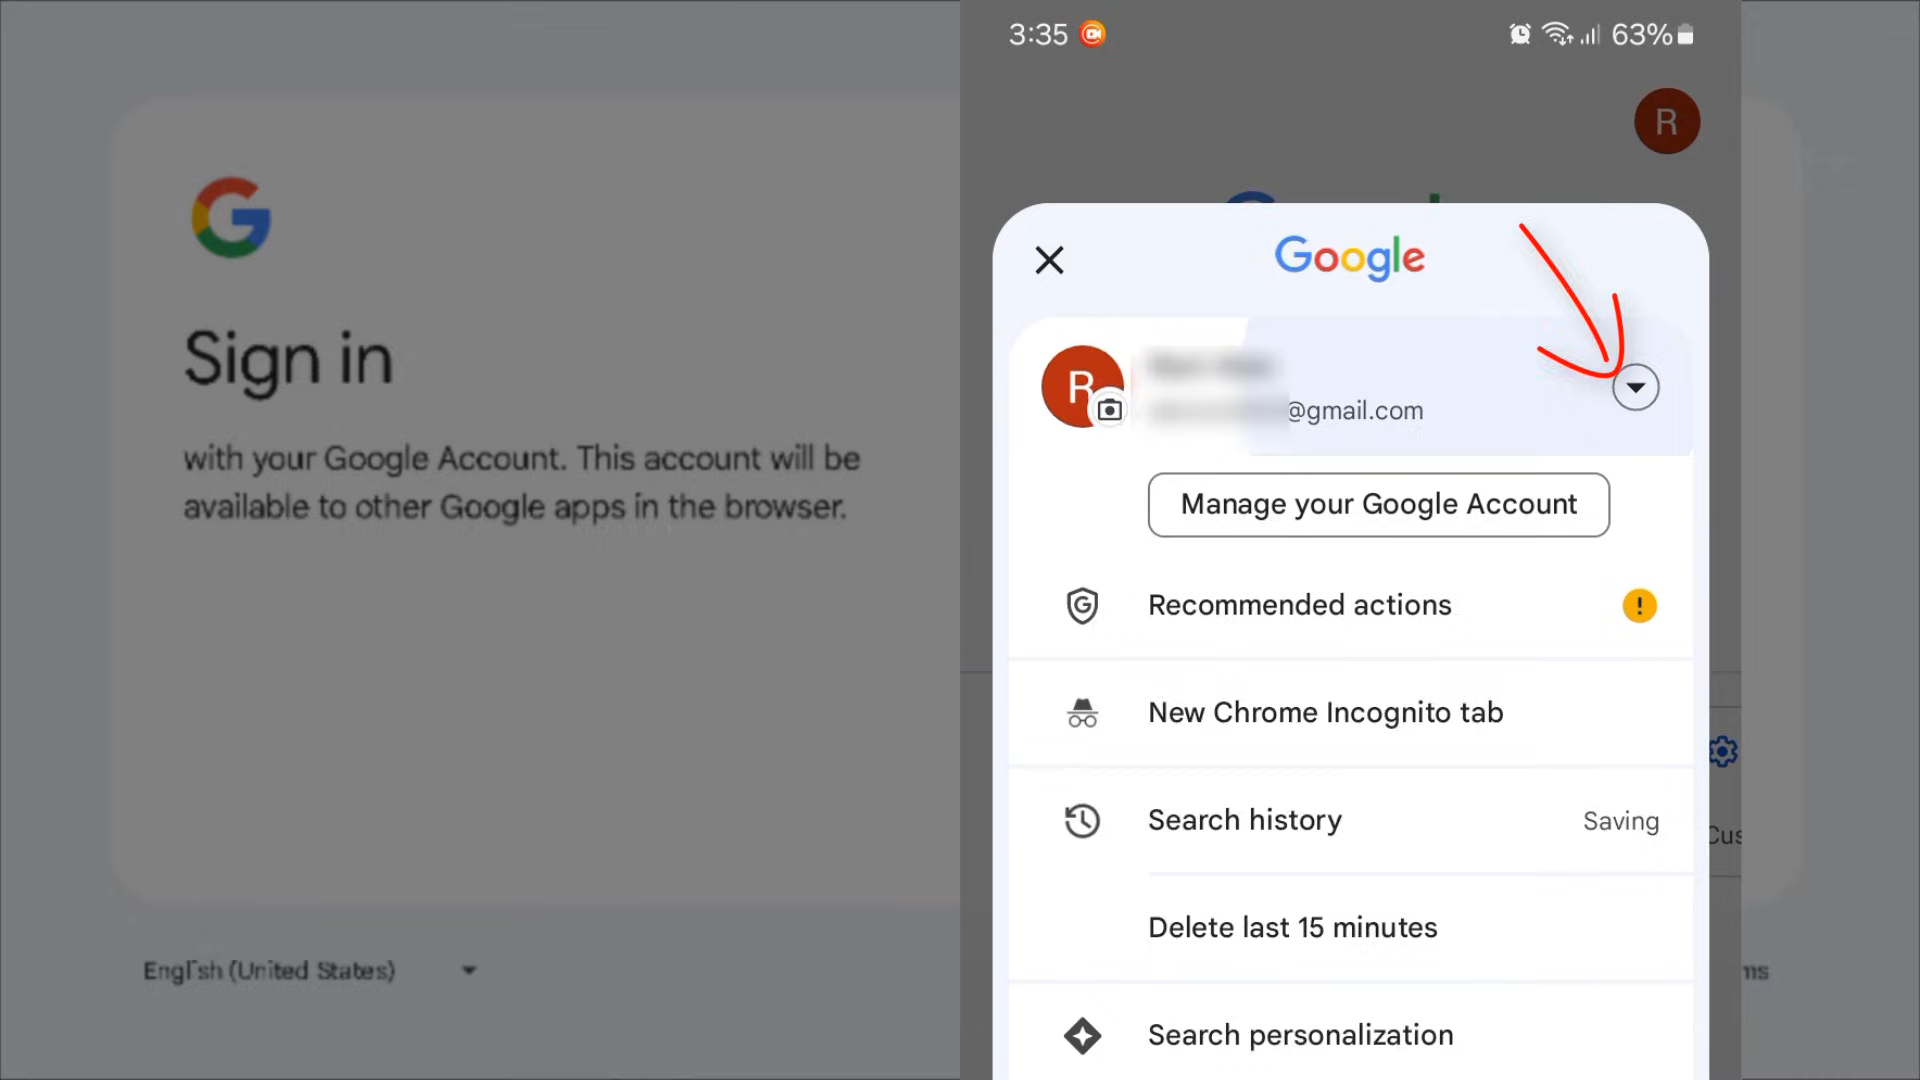 Sign in
with your Google Account. This account will be
available to other Google apps in the browser.
English (United States)
3:35
63%
R
Google
R
@gmail.com
Manage your Google Account
Recommended actions
New Chrome Incognito tab
Search history
Saving
Delete last 15 minutes
Search personalization